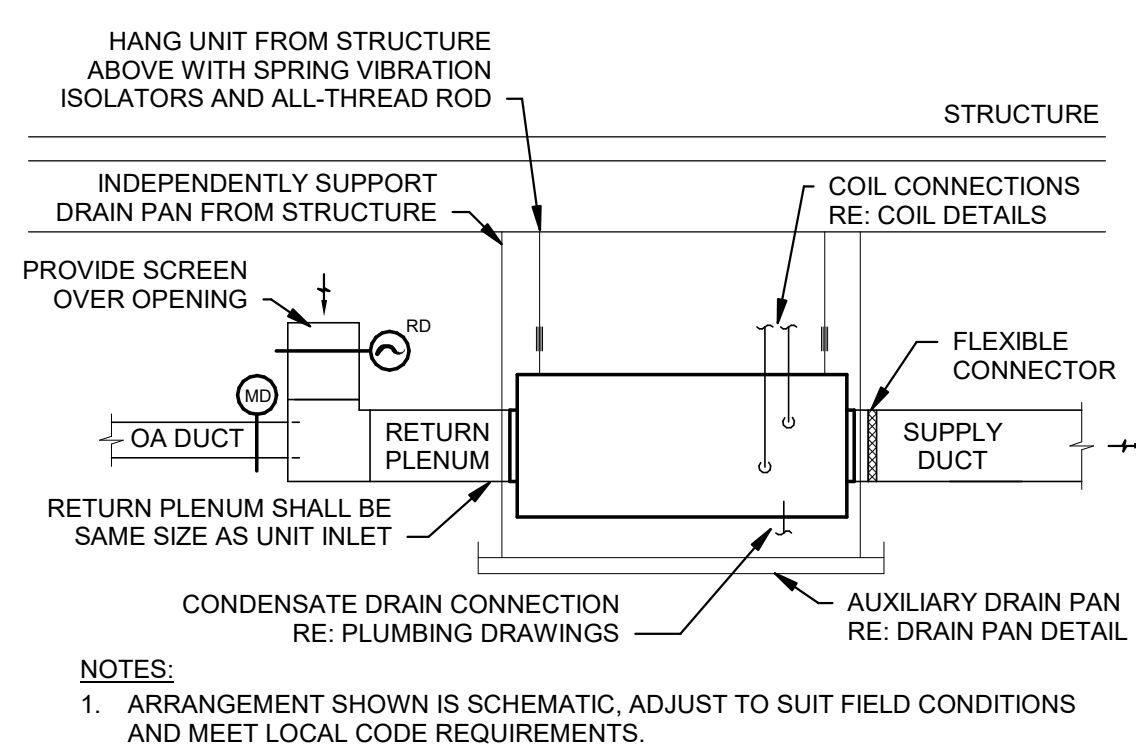 HANG UNIT FROM STRUCTURE
ABOVE WITH SPRING VIBRATION
ISOLATORS AND ALL-THREAD ROD
STRUCTURE
INDEPENDENTLY SUPPORT
DRAIN PAN FROM STRUCTURE
COIL CONNECTIONS
RE: COIL DETAILS
PROVIDE SCREEN
OVER OPENING
RD
FLEXIBLE
CONNECTOR
MD
OA DUCT
RETURN
PLENUM
SUPPLY
DUCT
RETURN PLENUM SHALL BE
SAME SIZE AS UNIT INLET
CONDENSATE DRAIN CONNECTION
RE: PLUMBING DRAWINGS
AUXILIARY DRAIN PAN
RE: DRAIN PAN DETAIL
NOTES:
1. ARRANGEMENT SHOWN IS SCHEMATIC, ADJUST TO SUIT FIELD CONDITIONS
AND MEET LOCAL CODE REQUIREMENTS.